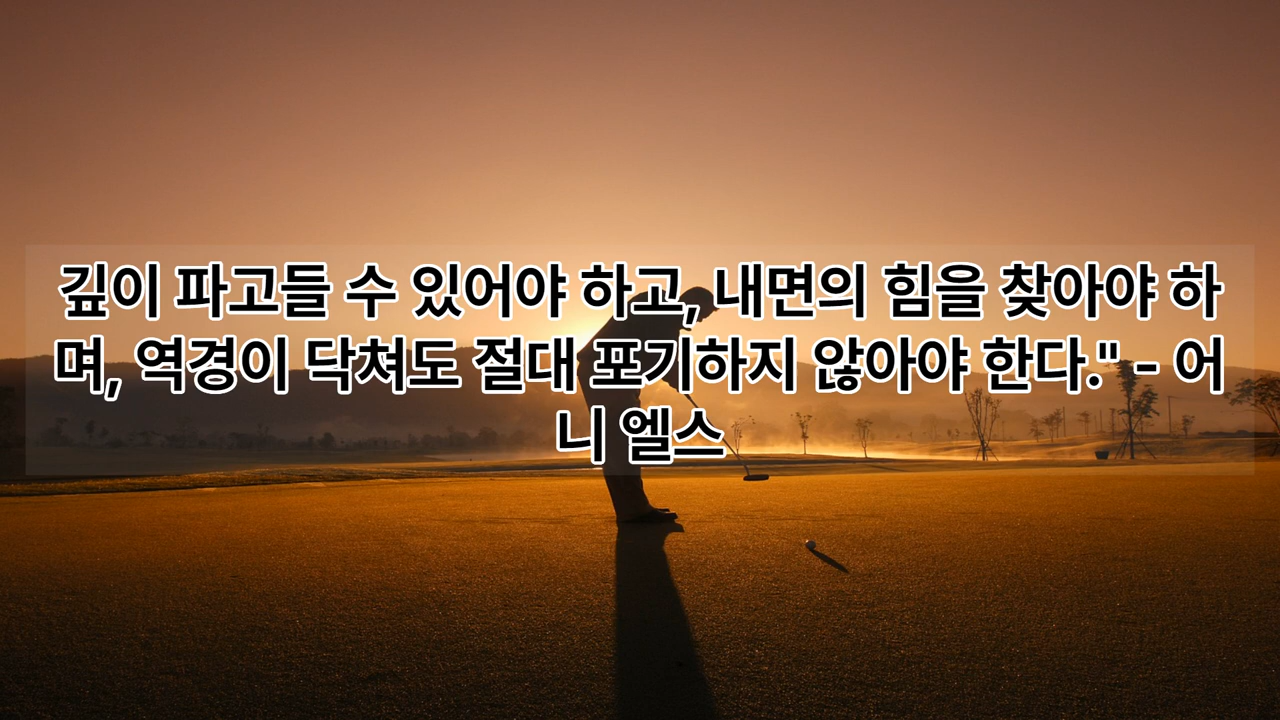 깊이 파고들 수 있어야 하고, 내면의 힘을 찾아야 하
며, 역경이 닥쳐도 절대 포기하지 않아야 한다." - 어
니 엘스